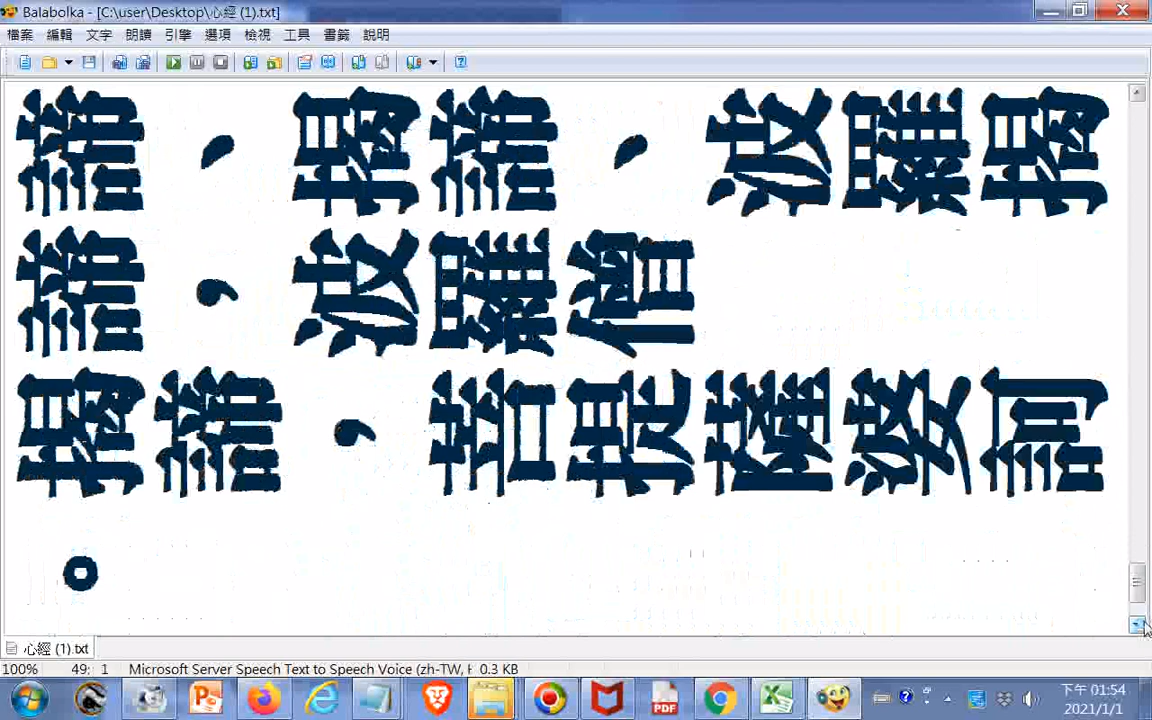 Balabolka - [C:\user\Desktop\心經 (1).txt]
檔案 編輯 文字 朗讀 引擎 選項 檢視 工具 書籤 說明
諦、揭諦、波羅揭
諦，波羅僧
揭諦，菩提薩婆訶
。
心經 (1).txt
100% 49: 1 Microsoft Server Speech Text to Speech Voice (zh-TW, H 0.3 KB
下午 01:54
2021/1/1